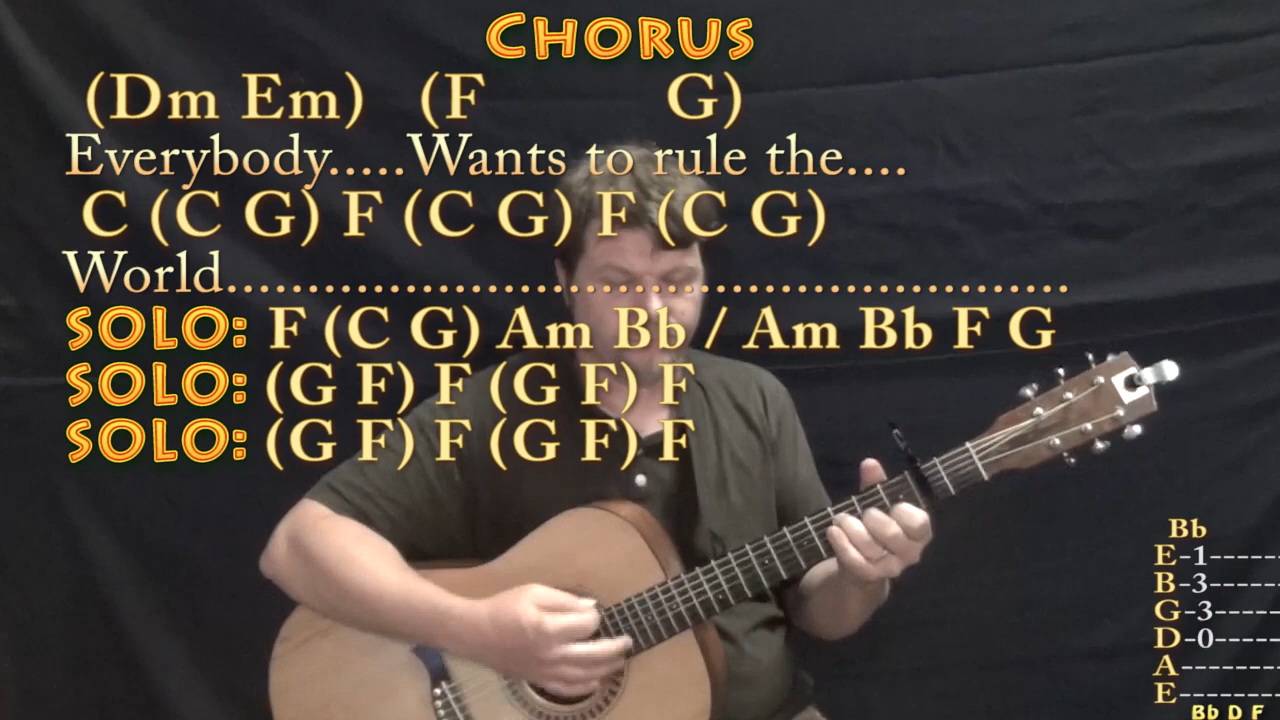 CHORUS
(Dm Em) (F G)
Everybody.....Wants to rule the....
C (C G) F (C G) F (C G)
World....................................................
SOLO: F (C G) Am Bb / Am Bb F G
SOLO: (G F) F (G F) F
SOLO: (G F) F (G F) F
Bb
E-1------
B-3------
G-3------
D-0------
A--------
E--------
Bb D F